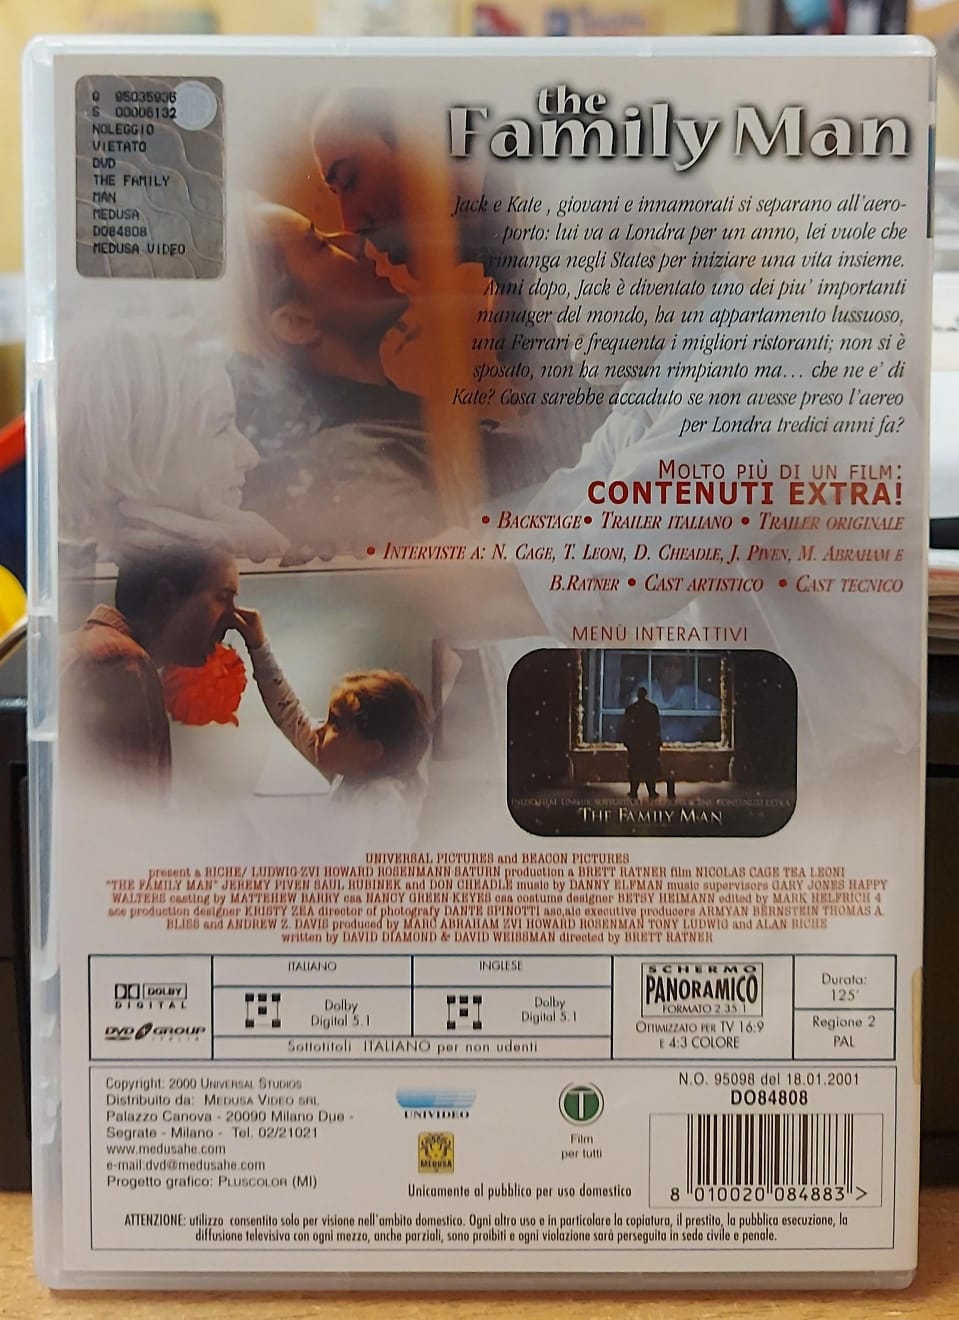 Q 95035936
S 00006132
NOLEGGIO
VIETATO
DVD
THE FAMILY
MAN
MEDUSA
DO84808
MEDUSA VIDEO
the
Family Man
Jack e Kate , giovani e innamorati si separano all'aero-
porto: lui va a Londra per un anno, lei vuole che
rimanga negli States per iniziare una vita insieme.
Anni dopo, Jack è diventato uno dei piu' importanti
manager del mondo, ha un appartamento lussuoso,
una Ferrari e frequenta i migliori ristoranti; non si è
sposato, non ha nessun rimpianto ma... che ne e' di
Kate? Cosa sarebbe accaduto se non avesse preso l'aereo
per Londra tredici anni fa?
MOLTO PIÙ DI UN FILM:
CONTENUTI EXTRA!
• BACKSTAGE• TRAILER ITALIANO • TRAILER ORIGINALE
• INTERVISTE A: N. CAGE, T. LEONI, D. CHEADLE, J. PIVEN, M. ABRAHAM E
B.RATNER • CAST ARTISTICO • CAST TECNICO
MENÙ INTERATTIVI
THE FAMILY MAN
UNIVERSAL PICTURES and BEACON PICTURES
present a RICHE/ LUDWIG ZVI HOWARD ROSENMANN SATURN production a BRETT RATNER film NICOLAS CAGE TEA LEONI
"THE FAMILY MAN" JEREMY PIVEN SAUL RUBINEK and DON CHEADLE music by DANNY ELFMAN music supervisors GARY JONES HAPPY
WALTERS casting by MATTEHEW BARRY csa NANCY GREEN KEYES csa costume designer BETSY HEIMANN edited by MARK HELFRICH 4
ace production designer KRISTY ZEA director of photografy DANTE SPINOTTI asc,aio executive producers ARMYAN BERNSTEIN THOMAS A.
BLISS and ANDREW Z. DAVIS produced by MARC ABRAHAM ZVI HOWARD ROSENMAN TONY LUDWIG and ALAN RICHE
written by DAVID DIAMOND & DAVID WEISSMAN directed by BRETT RATNER
DOLBY
DIGITAL
DVD GROUP
ITALIA
ITALIANO
Dolby
Digital 5.1
INGLESE
Dolby
Digital 5.1
Sottotitoli ITALIANO per non udenti
SCHERMO
PANORAMICO
FORMATO 2.35:1
OTTIMIZZATO PER TV 16:9
E 4:3 COLORE
Durata:
125'
Regione 2
PAL
Copyright: 2000 UNIVERSAL STUDIOS
Distribuito da: MEDUSA VIDEO SRL
Palazzo Canova - 20090 Milano Due -
Segrate - Milano - Tel. 02/21021
www.medusahe.com
e-mail:dvd@medusahe.com
Progetto grafico: PLUSCOLOR (MI)
UNIVIDEO
MEDUSA
T
Film
per tutti
Unicamente al pubblico per uso domestico
N.O. 95098 del 18.01.2001
DO84808
8 010020 084883 >
ATTENZIONE: utilizzo consentito solo per visione nell'ambito domestico. Ogni altro uso e in particolare la copiatura, il prestito, la pubblica esecuzione, la
diffusione televisiva con ogni mezzo, anche parziali, sono proibiti e ogni violazione sarà perseguita in sede civile e penale.